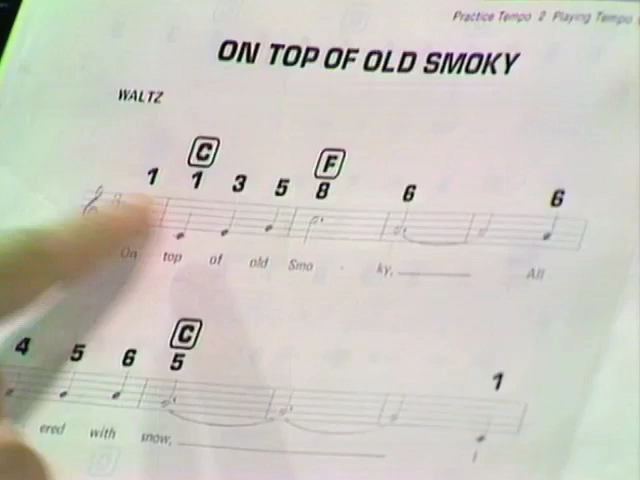 Practice Tempo 2 Playing Tempo
ON TOP OF OLD SMOKY
WALTZ
C F
1 1 3 5 8 6 6
On top of old Smo - ky, All
C
4 5 6 5 1
ered with snow, I